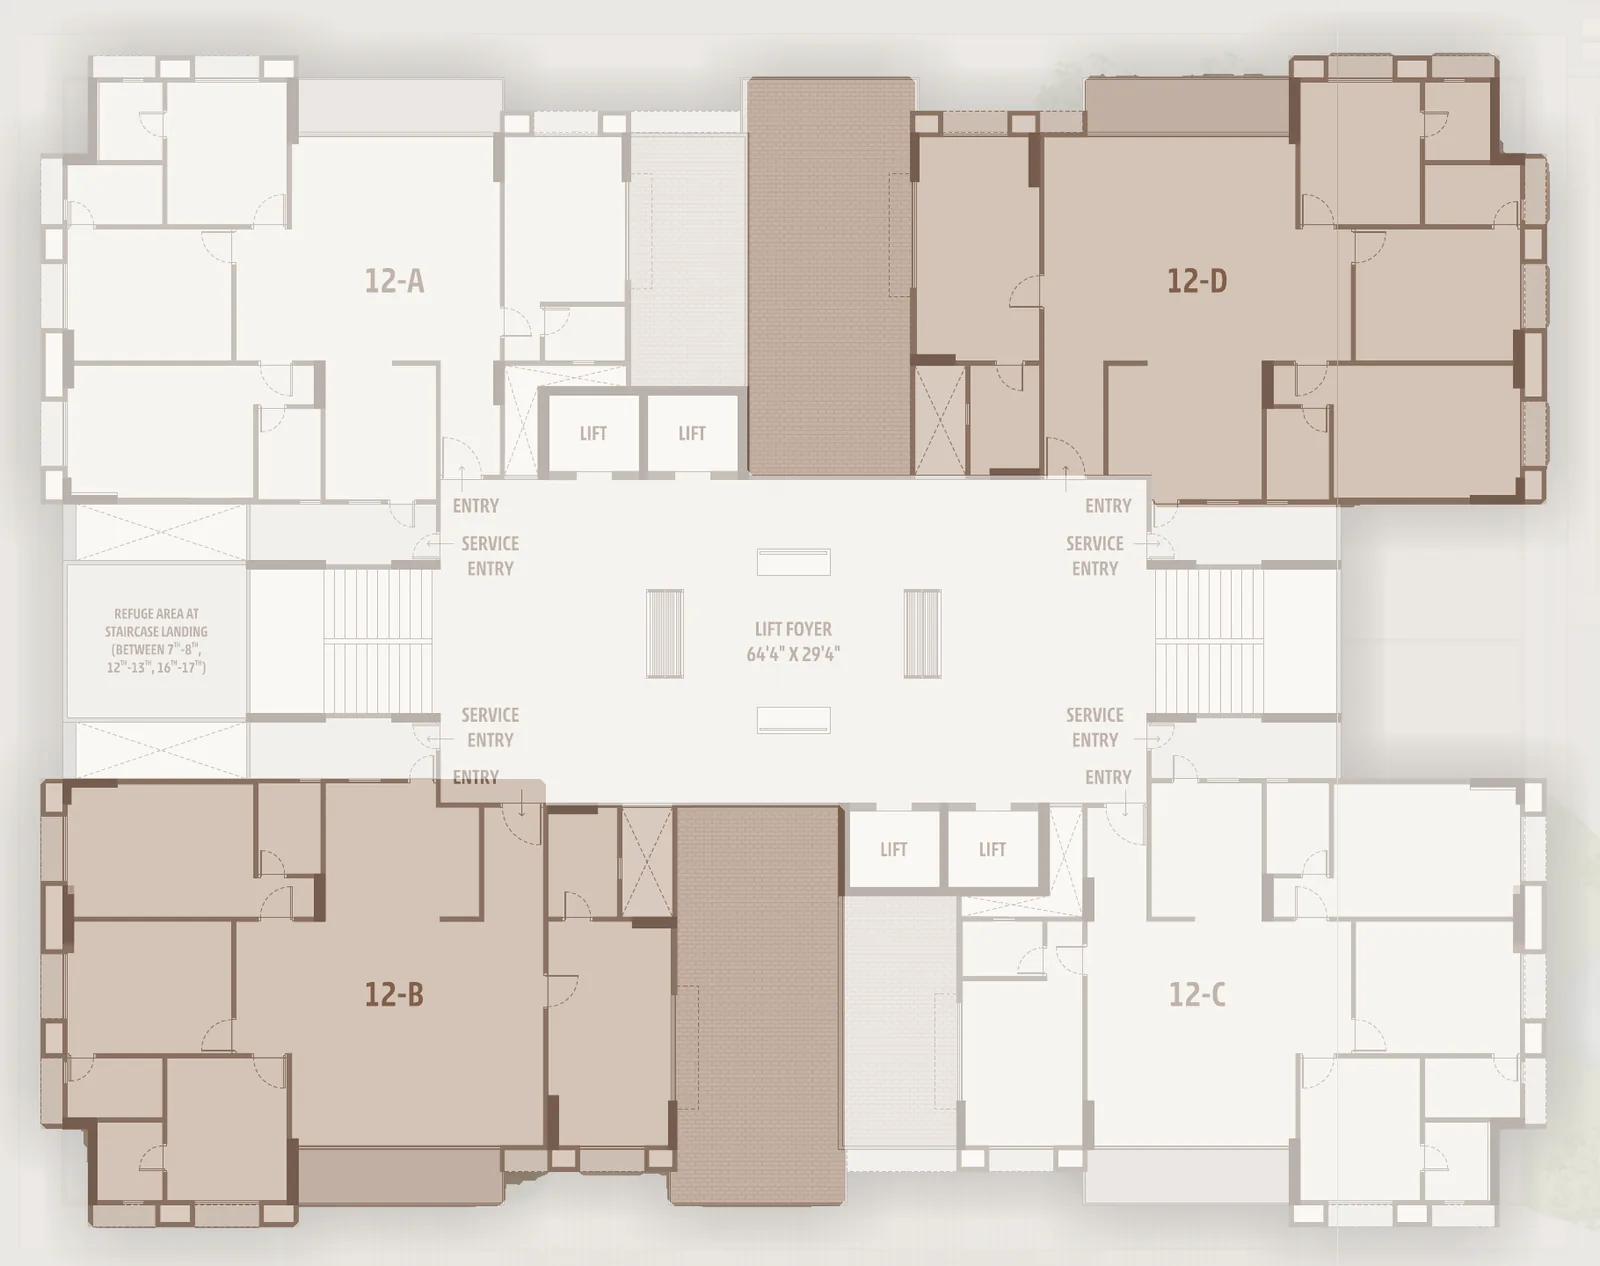 12-A
12-D
LIFT
LIFT
ENTRY
ENTRY
SERVICE
ENTRY
SERVICE
ENTRY
REFUGE AREA AT
STAIRCASE LANDING
(BETWEEN 7TH-8TH,
12TH-13TH, 16TH-17TH)
LIFT FOYER
64'4" X 29'4"
SERVICE
ENTRY
SERVICE
ENTRY
ENTRY
ENTRY
LIFT
LIFT
12-B
12-C